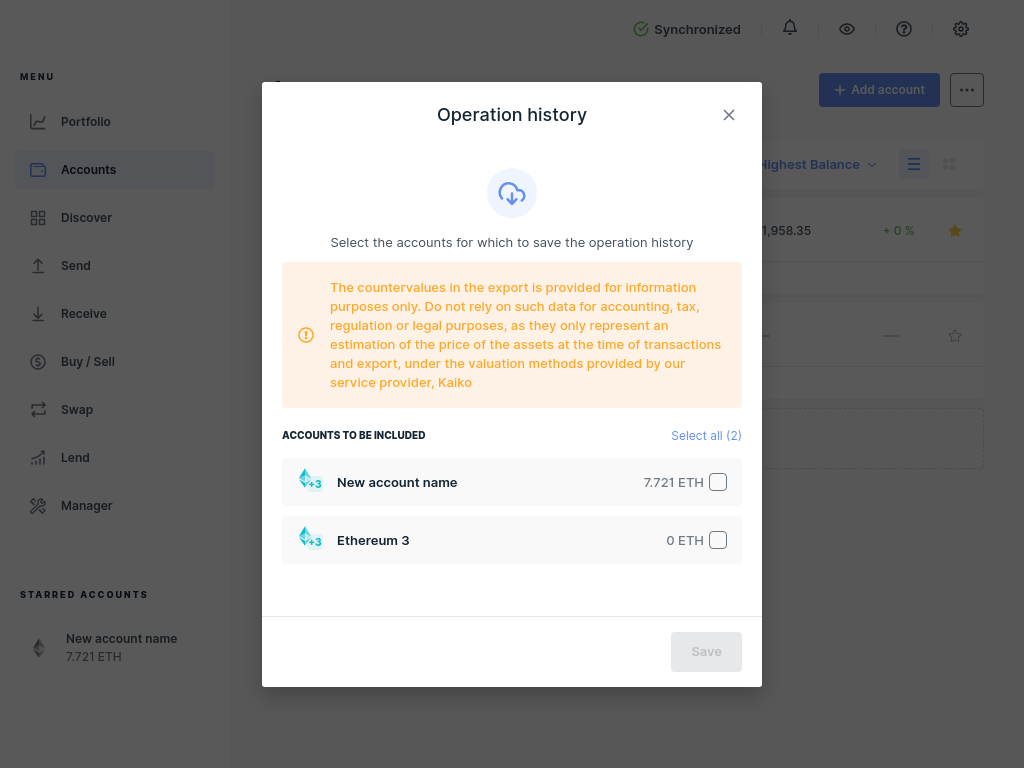 Synchronized
MENU
Portfolio
Accounts
Discover
Send
Receive
Buy / Sell
Swap
Lend
Manager
STARRED ACCOUNTS
New account name
7.721 ETH
Add account
Highest Balance
1,958.35
+ 0 %
Operation history
Select the accounts for which to save the operation history
The countervalues in the export is provided for information
purposes only. Do not rely on such data for accounting, tax,
regulation or legal purposes, as they only represent an
estimation of the price of the assets at the time of transactions
and export, under the valuation methods provided by our
service provider, Kaiko
ACCOUNTS TO BE INCLUDED
Select all (2)
+3 New account name 7.721 ETH
+3 Ethereum 3 0 ETH
Save